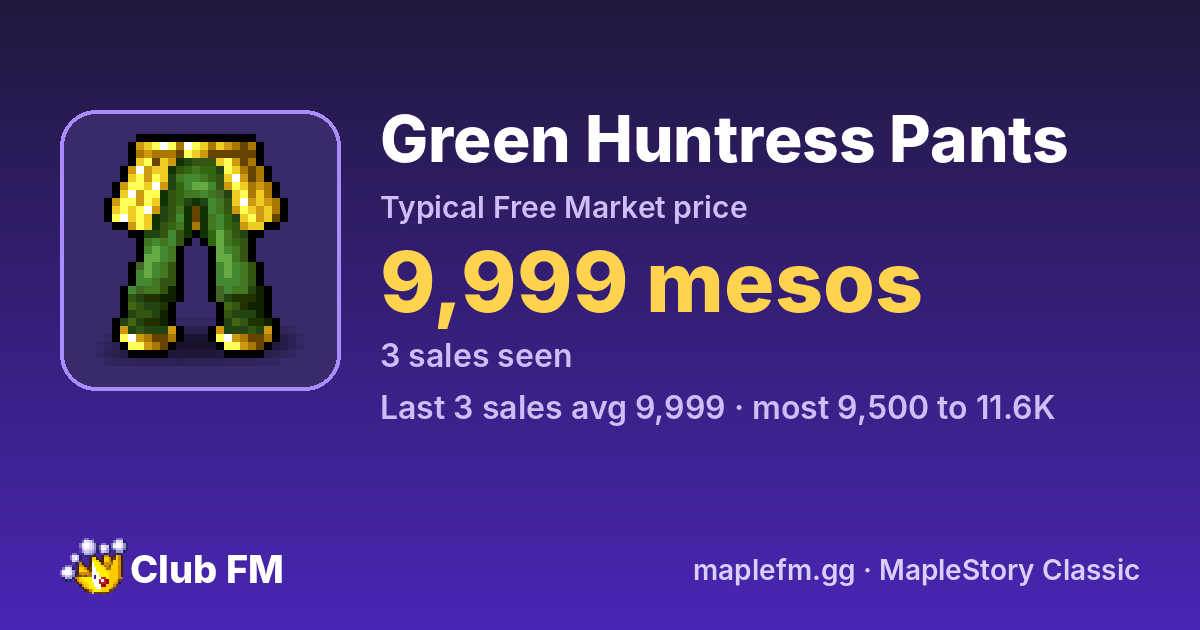 Green Huntress Pants
Typical Free Market price
9,999 mesos
3 sales seen
Last 3 sales avg 9,999 · most 9,500 to 11.6K
Club FM
maplefm.gg · MapleStory Classic